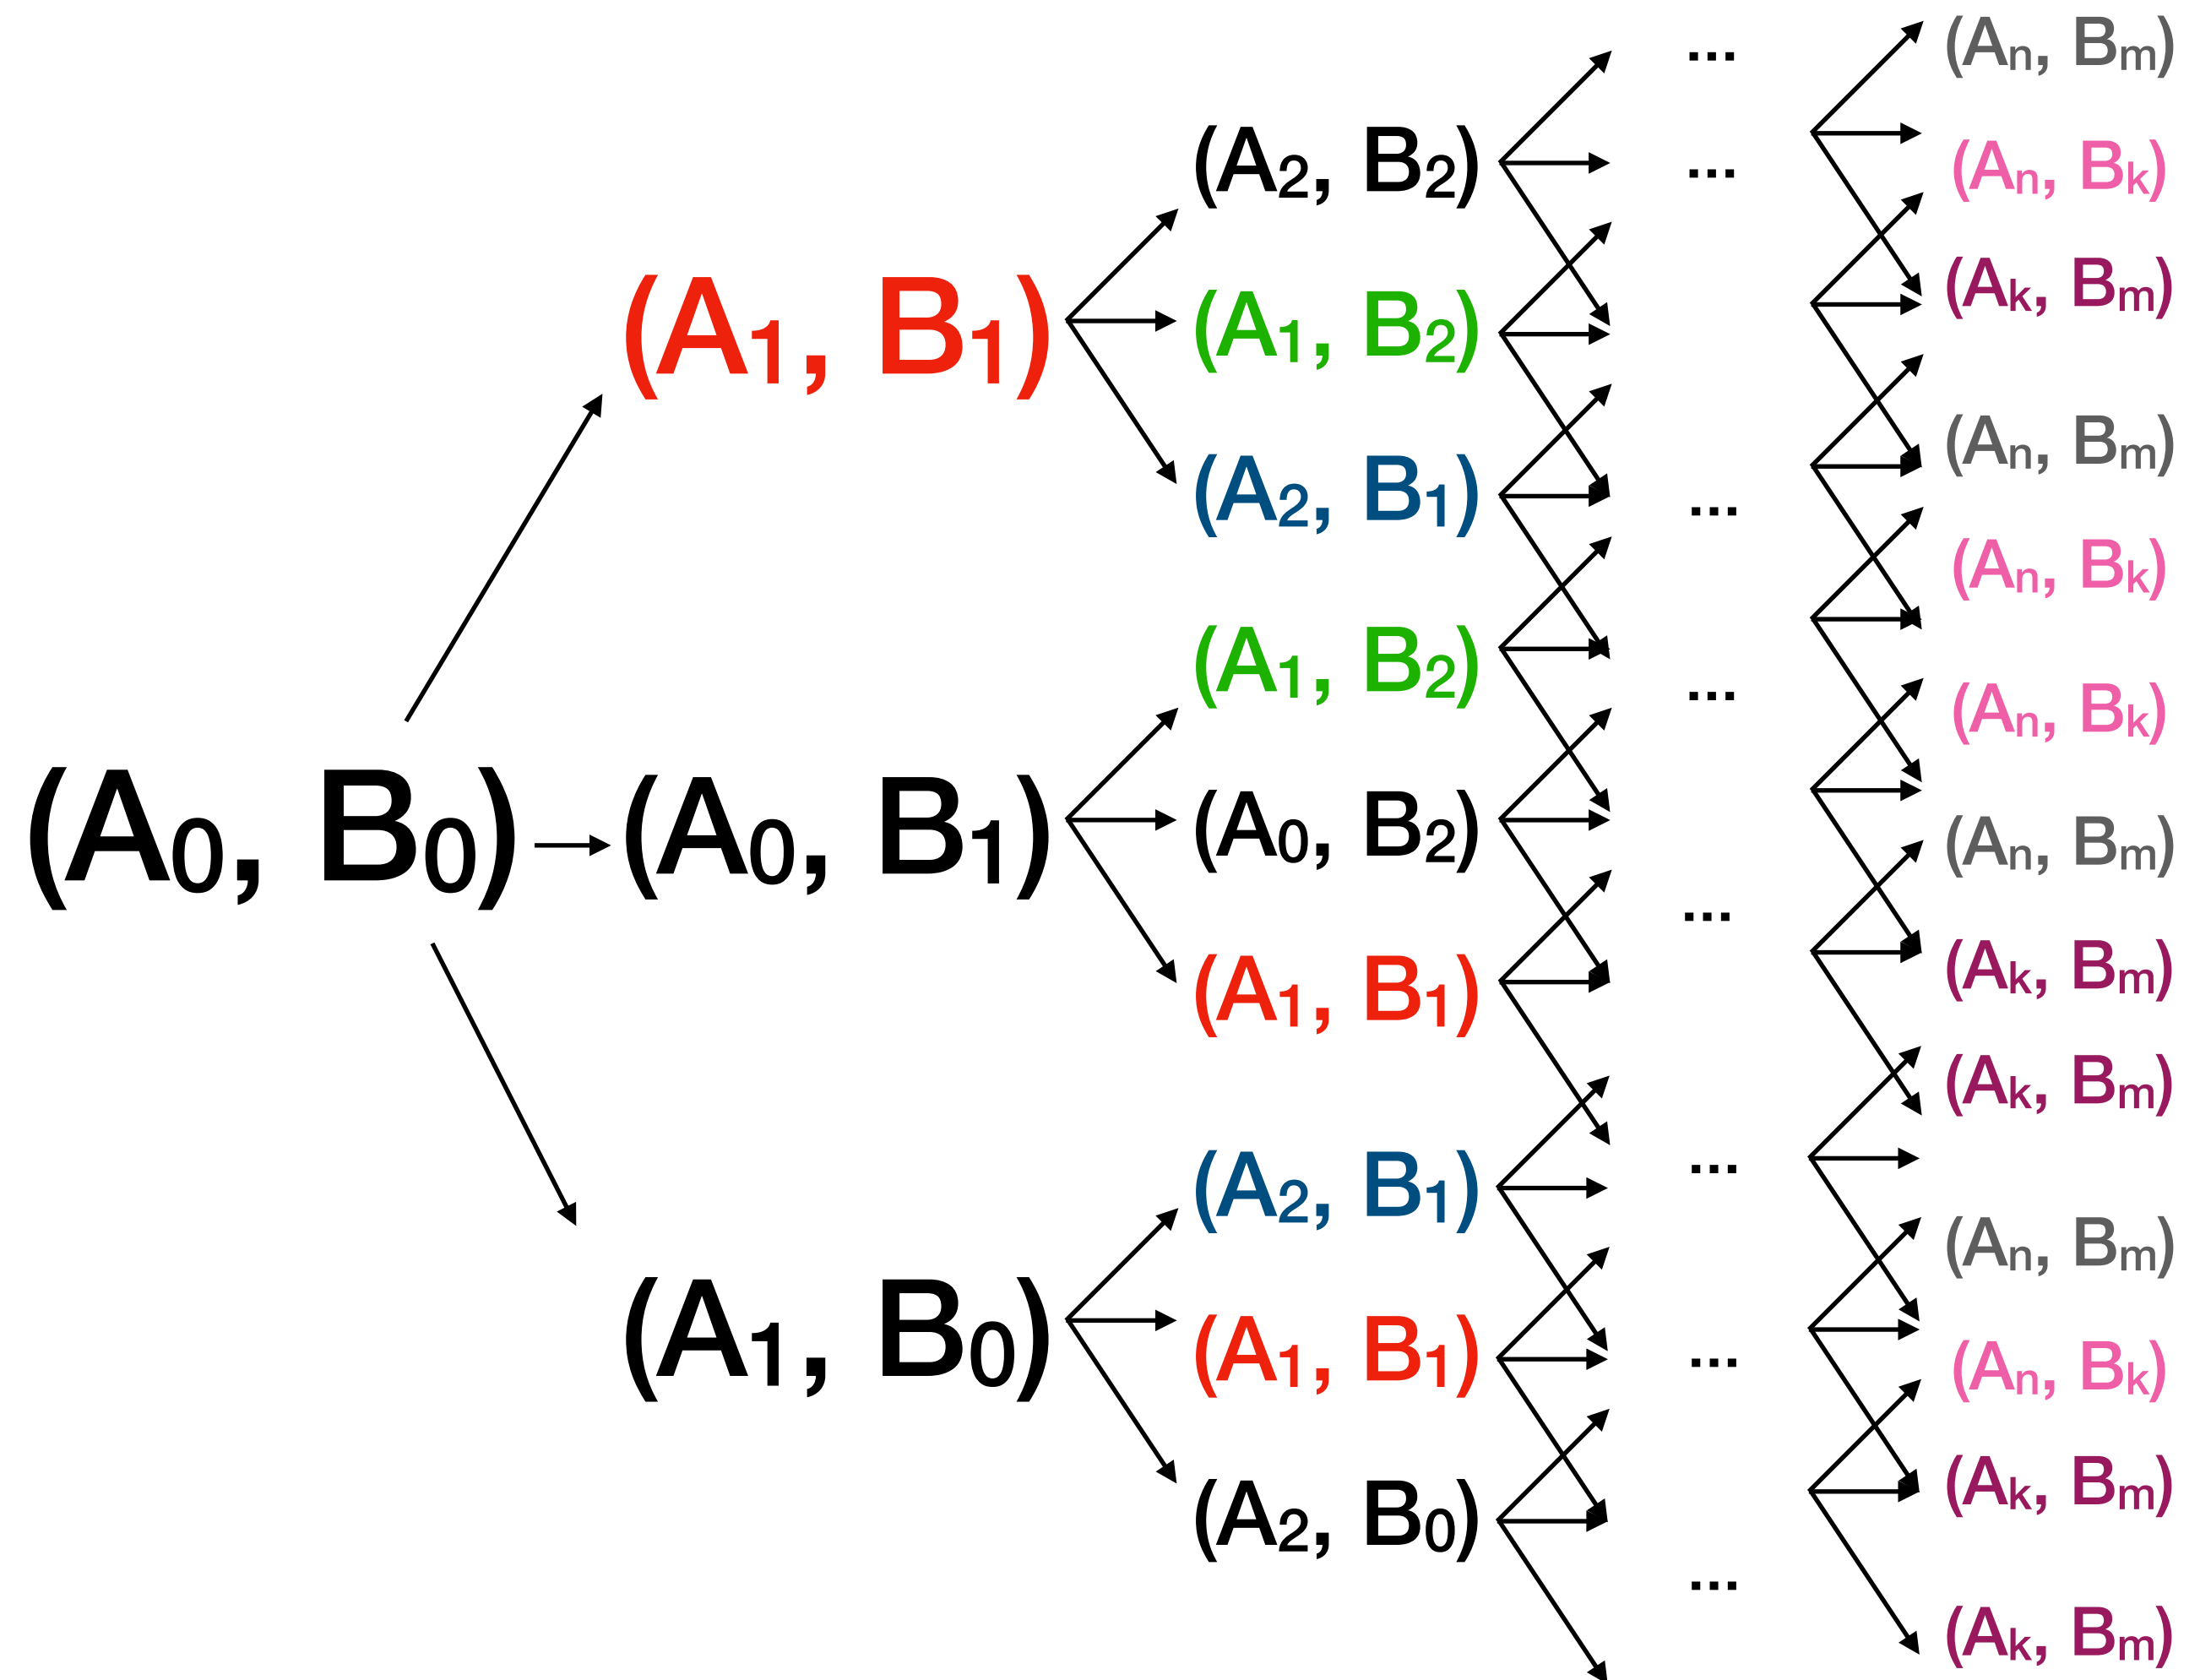 (A₀, B₀)
(A₁, B₁)
(A₀, B₁)
(A₁, B₀)
(A₂, B₂)
(A₁, B₂)
(A₂, B₁)
(A₁, B₂)
(A₀, B₂)
(A₁, B₁)
(A₂, B₁)
(A₁, B₁)
(A₂, B₀)
...
...
...
...
...
...
...
...
(Aₙ, Bₘ)
(Aₙ, Bₖ)
(Aₖ, Bₘ)
(Aₙ, Bₘ)
(Aₙ, Bₖ)
(Aₙ, Bₖ)
(Aₙ, Bₘ)
(Aₖ, Bₘ)
(Aₖ, Bₘ)
(Aₙ, Bₘ)
(Aₙ, Bₖ)
(Aₖ, Bₘ)
(Aₖ, Bₘ)